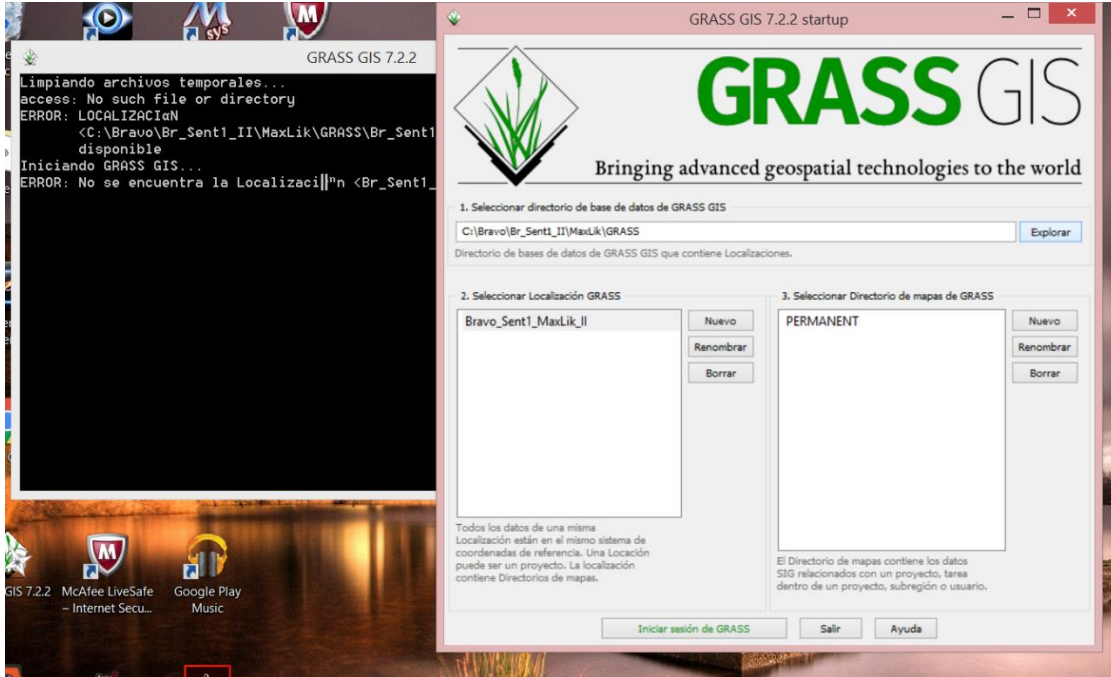 sys
GRASS GIS 7.2.2
Limpiando archivos temporales...
access: No such file or directory
ERROR: LOCALIZACIαN
<C:\Bravo\Br_Sent1_II\MaxLik\GRASS\Br_Sent1
disponible
Iniciando GRASS GIS...
ERROR: No se encuentra la Localizaci║ⁿn <Br_Sent1_
GIS 7.2.2
McAfee LiveSafe
– Internet Secu...
Google Play
Music
GRASS GIS 7.2.2 startup
GRASS GIS
Bringing advanced geospatial technologies to the world
1. Seleccionar directorio de base de datos de GRASS GIS
C:\Bravo\Br_Sent1_II\MaxLik\GRASS
Explorar
Directorio de bases de datos de GRASS GIS que contiene Localizaciones.
2. Seleccionar Localización GRASS
Bravo_Sent1_MaxLik_II
Nuevo
Renombrar
Borrar
Todos los datos de una misma
Localización están en el mismo sistema de
coordenadas de referencia. Una Locación
puede ser un proyecto. La localización
contiene Directorios de mapas.
3. Seleccionar Directorio de mapas de GRASS
PERMANENT
Nuevo
Renombrar
Borrar
El Directorio de mapas contiene los datos
SIG relacionados con un proyecto, tarea
dentro de un proyecto, subregión o usuario.
Iniciar sesión de GRASS
Salir
Ayuda